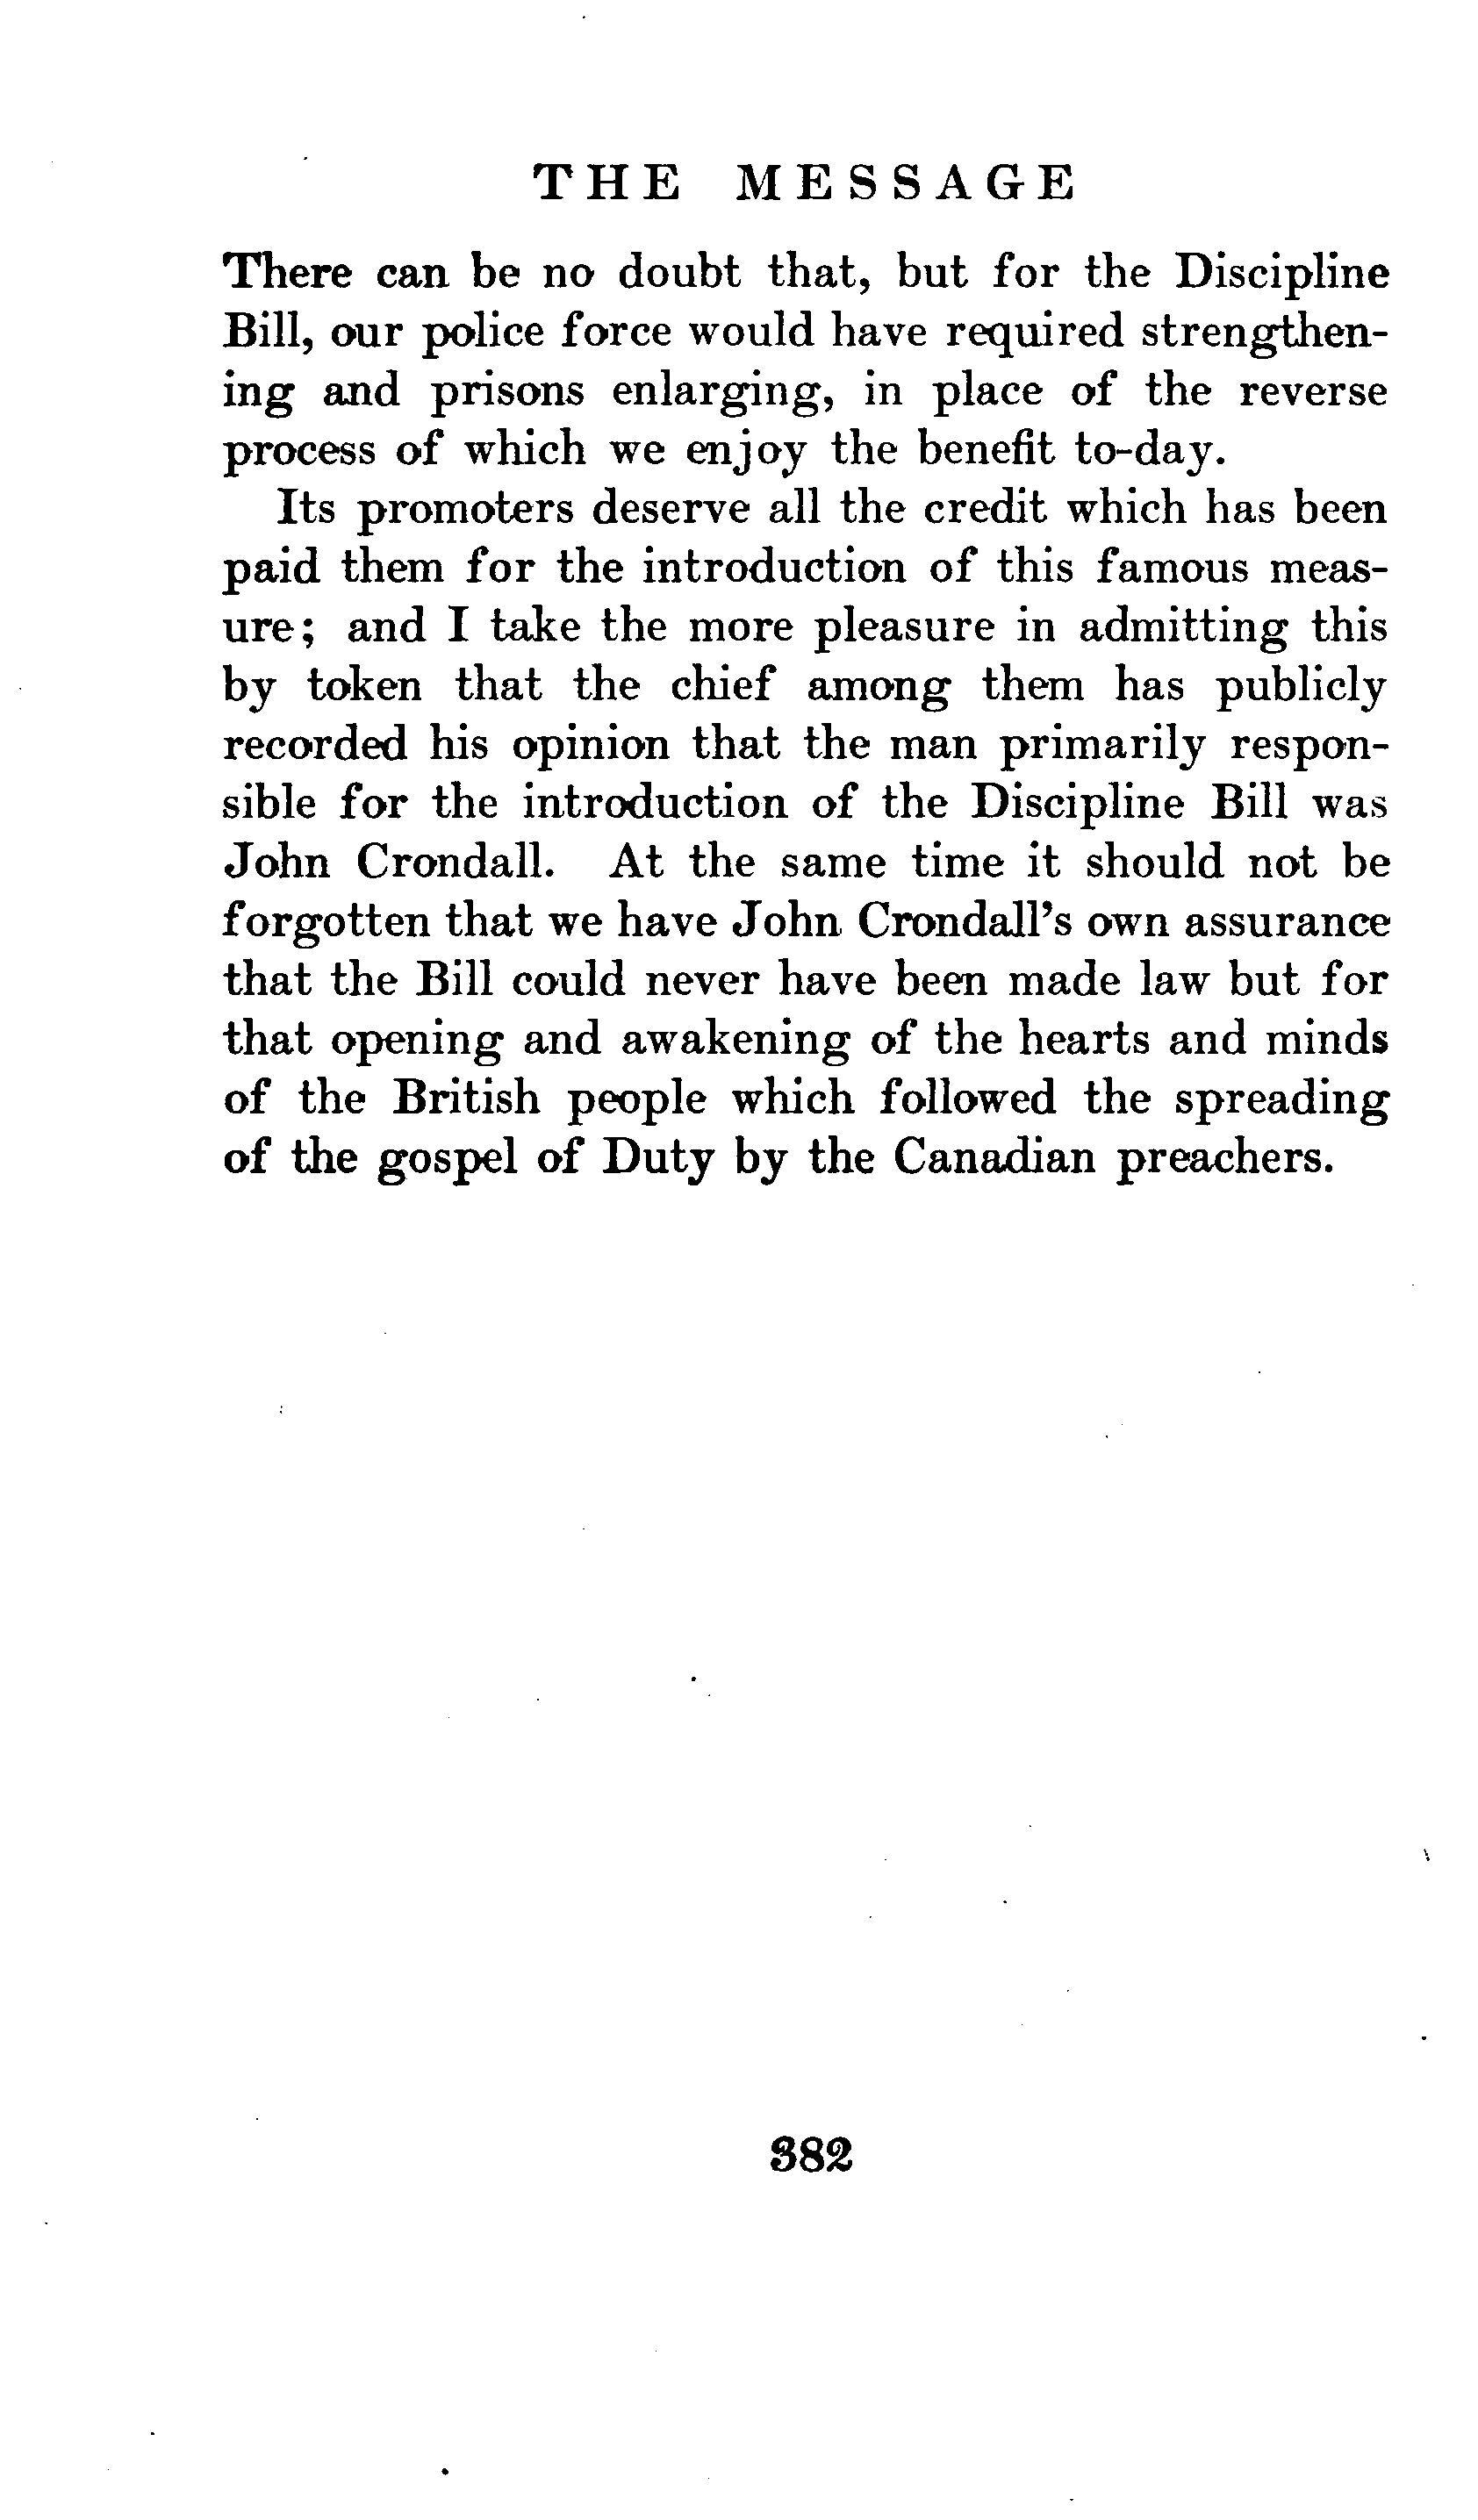 THE MESSAGE
There can be no doubt that, but for the Discipline
Bill, our police force would have required strengthen-
ing and prisons enlarging, in place of the reverse
process of which we enjoy the benefit to-day.
Its promoters deserve all the credit which has been
paid them for the introduction of this famous meas-
ure; and I take the more pleasure in admitting this
by token that the chief among them has publicly
recorded his opinion that the man primarily respon-
sible for the introduction of the Discipline Bill was
John Crondall. At the same time it should not be
forgotten that we have John Crondall's own assurance
that the Bill could never have been made law but for
that opening and awakening of the hearts and minds
of the British people which followed the spreading
of the gospel of Duty by the Canadian preachers.
382